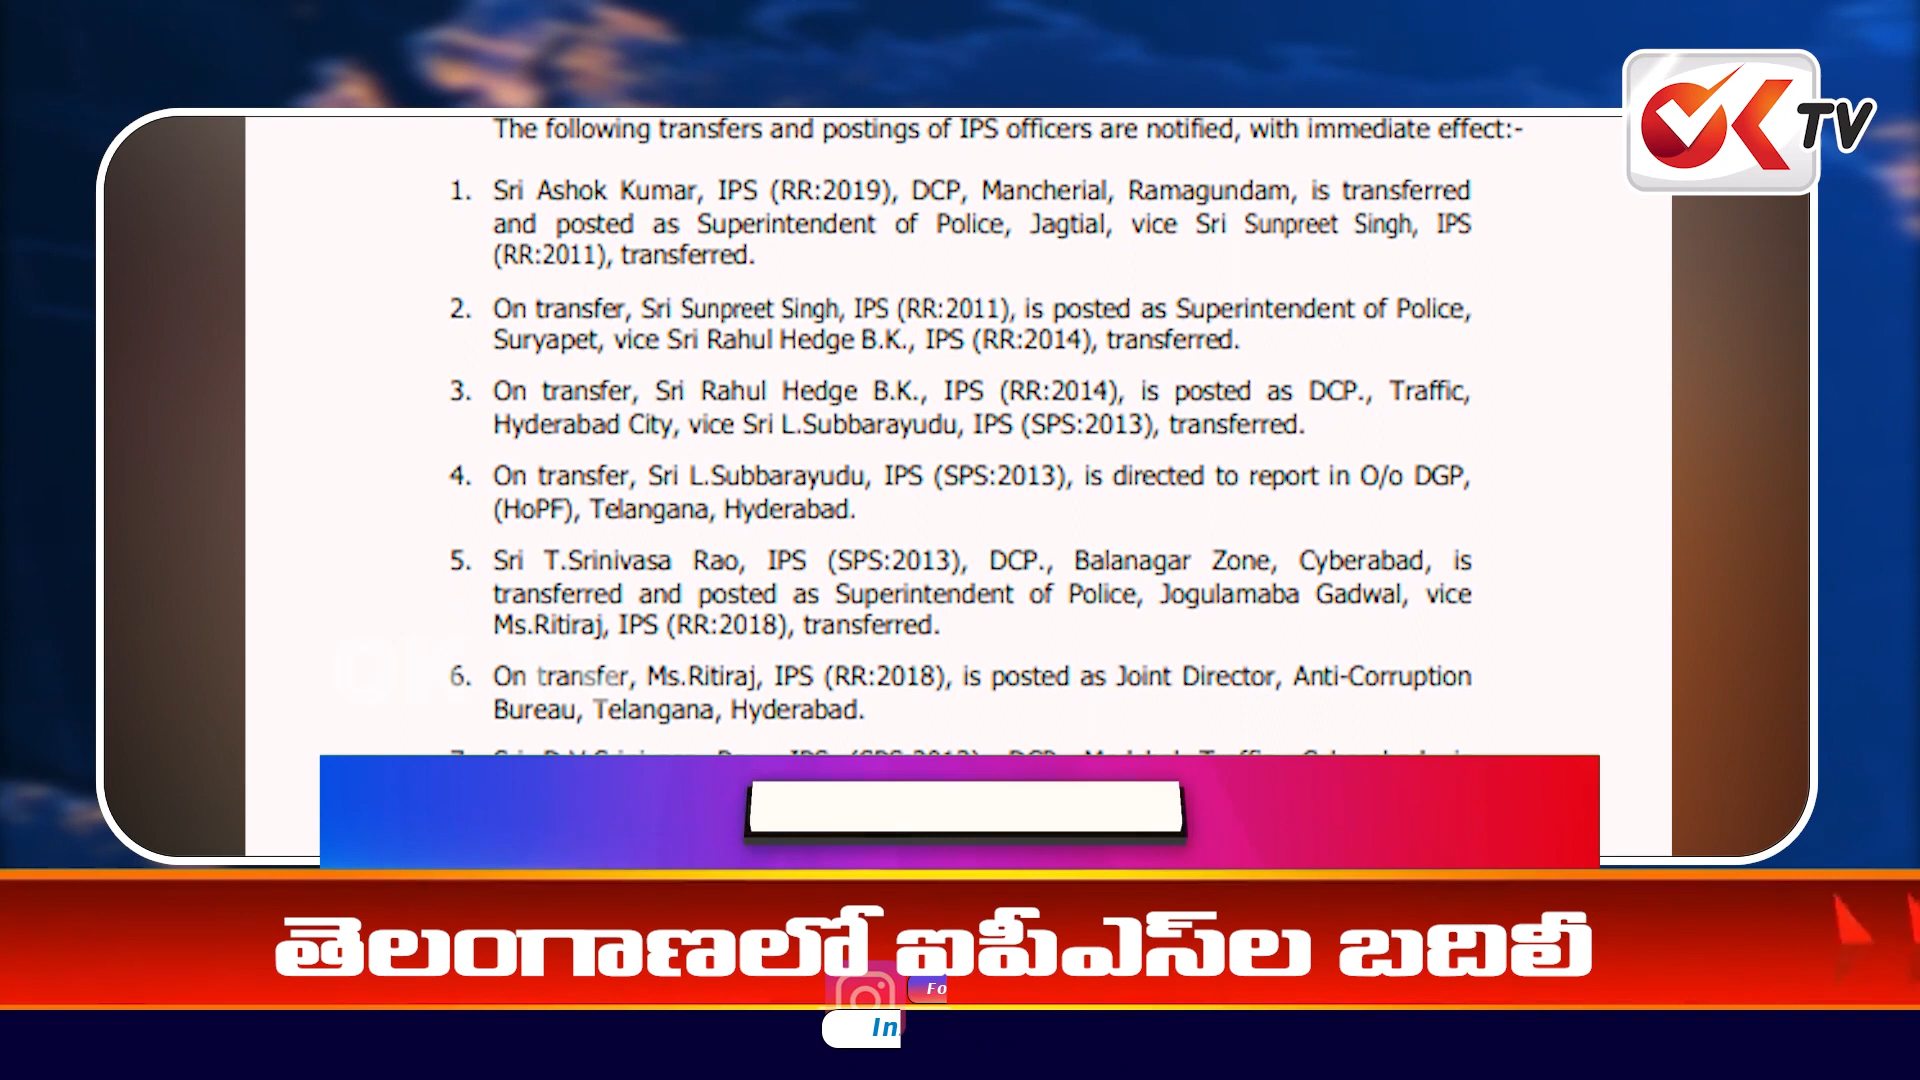 OK TV
The following transfers and postings of IPS officers are notified, with immediate effect:-
1. Sri Ashok Kumar, IPS (RR:2019), DCP, Mancherial, Ramagundam, is transferred
and posted as Superintendent of Police, Jagtial, vice Sri Sunpreet Singh, IPS
(RR:2011), transferred.
2. On transfer, Sri Sunpreet Singh, IPS (RR:2011), is posted as Superintendent of Police,
Suryapet, vice Sri Rahul Hedge B.K., IPS (RR:2014), transferred.
3. On transfer, Sri Rahul Hedge B.K., IPS (RR:2014), is posted as DCP., Traffic,
Hyderabad City, vice Sri L.Subbarayudu, IPS (SPS:2013), transferred.
4. On transfer, Sri L.Subbarayudu, IPS (SPS:2013), is directed to report in O/o DGP,
(HoPF), Telangana, Hyderabad.
5. Sri T.Srinivasa Rao, IPS (SPS:2013), DCP., Balanagar Zone, Cyberabad, is
transferred and posted as Superintendent of Police, Jogulamaba Gadwal, vice
Ms.Ritiraj, IPS (RR:2018), transferred.
6. On transfer, Ms.Ritiraj, IPS (RR:2018), is posted as Joint Director, Anti-Corruption
Bureau, Telangana, Hyderabad.
తెలంగాణలో ఐపీఎస్‌ల బదిలీ
Fo
In